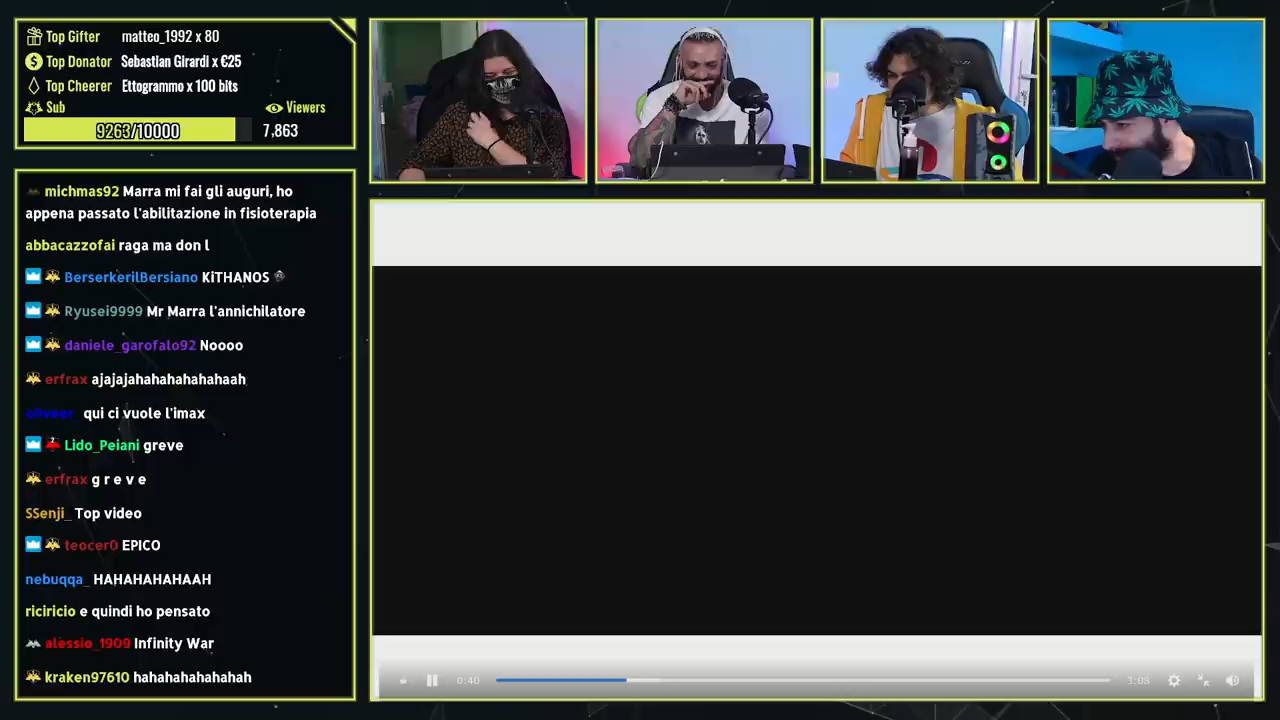 Top Gifter matteo_1992 x 80
Top Donator Sebastian Girardi x €25
Top Cheerer Ettogrammo x 100 bits
Sub Viewers
9263/10000 7,863
michmas92 Marra mi fai gli auguri, ho
appena passato l'abilitazione in fisioterapia
abbacazzofai raga ma don l
BerserkerilBersiano KiTHANOS
Ryusei9999 Mr Marra l'annichilatore
daniele_garofalo92 Noooo
erfrax ajajajahahahahahaah
qui ci vuole l'imax
Lido_Peiani greve
erfrax g r e v e
SSenji_ Top video
teocer0 EPICO
nebuqqa_ HAHAHAHAHAAH
riciricio e quindi ho pensato
alessio_1909 Infinity War
kraken97610 hahahahahahah
0:40 3:08